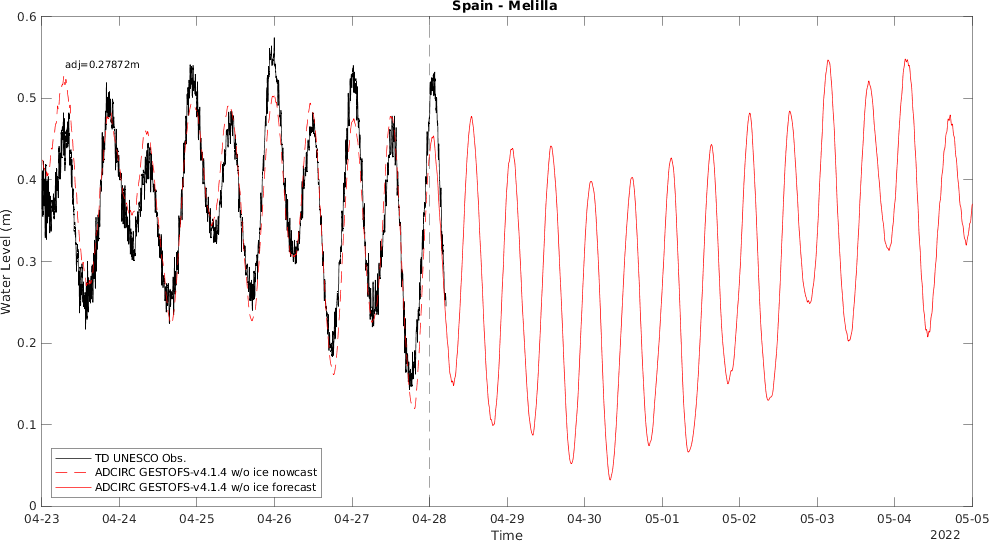 Spain - Melilla
adj=0.27872m
Water Level (m)
0.6
0.5
0.4
0.3
0.2
0.1
0
TD UNESCO Obs.
ADCIRC GESTOFS-v4.1.4 w/o ice nowcast
ADCIRC GESTOFS-v4.1.4 w/o ice forecast
04-23 04-24 04-25 04-26 04-27 04-28 04-29 04-30 05-01 05-02 05-03 05-04 05-05
Time
2022